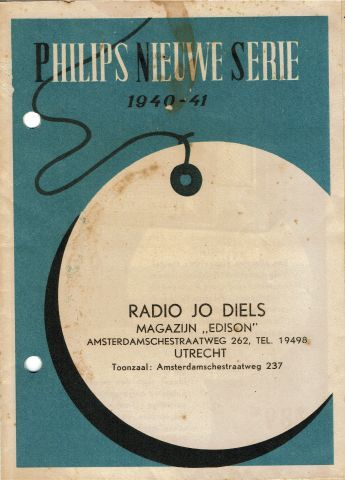 PHILIPS NIEUWE SERIE
1940-41
RADIO JO DIELS
MAGAZIJN „EDISON"
AMSTERDAMSCHESTRAATWEG 262, TEL. 19498
UTRECHT
Toonzaal: Amsterdamschestraatweg 237